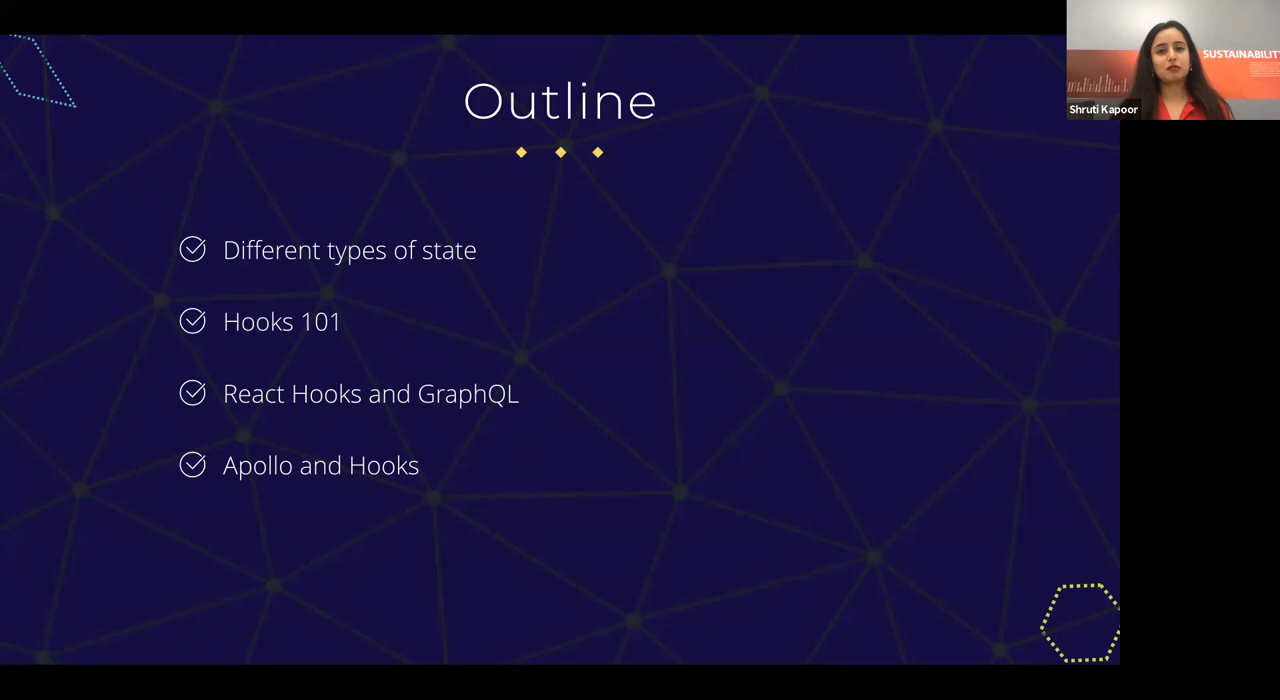 Outline
Different types of state
Hooks 101
React Hooks and GraphQL
Apollo and Hooks
SUSTAINABILITY
Shruti Kapoor